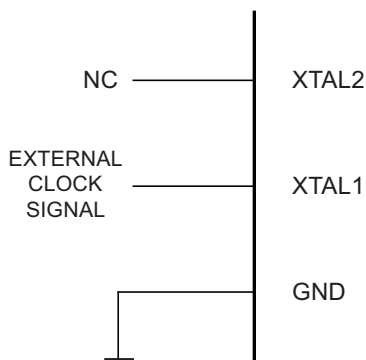 NC
XTAL2
EXTERNAL
CLOCK
SIGNAL
XTAL1
GND